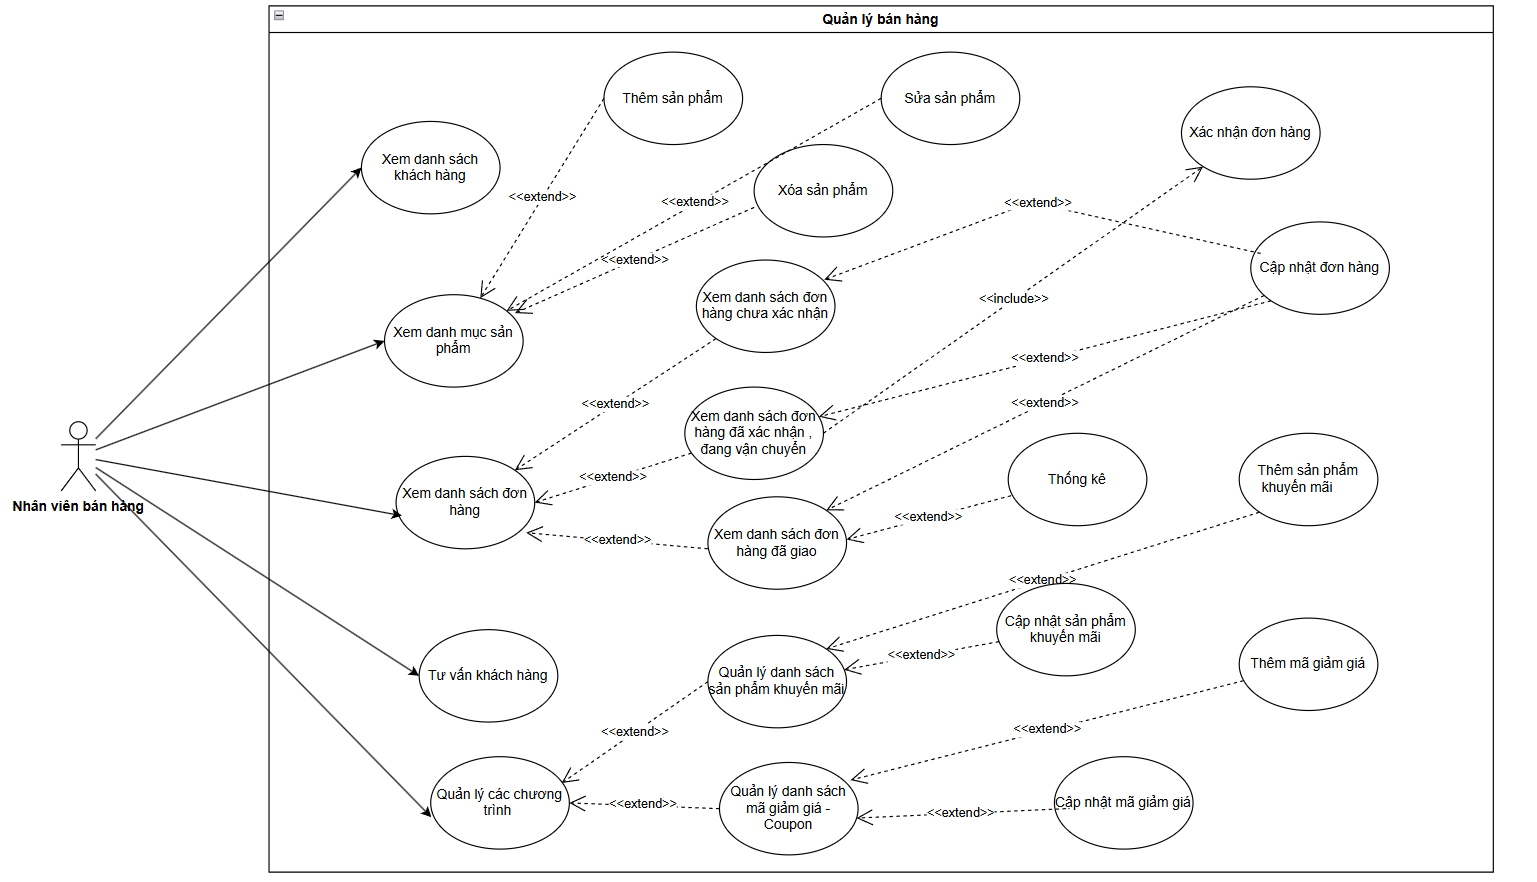 Quản lý bán hàng
Thêm sản phẩm
Sửa sản phẩm
Xác nhận đơn hàng
Xem danh sách
khách hàng
Xóa sản phẩm
<<extend>>
<<extend>>
<<extend>>
<<extend>>
Cập nhật đơn hàng
Xem danh sách đơn
hàng chưa xác nhận
<<include>>
Xem danh mục sản
phẩm
<<extend>>
<<extend>>
<<extend>>
Xem danh sách đơn
hàng đã xác nhận ,
đang vận chuyển
Nhân viên bán hàng
Xem danh sách đơn
hàng
<<extend>>
Thống kê
Thêm sản phẩm
khuyến mãi
<<extend>>
Xem danh sách đơn
hàng đã giao
<<extend>>
<<extend>>
Cập nhật sản phẩm
khuyến mãi
<<extend>>
Tư vấn khách hàng
Quản lý danh sách
sản phẩm khuyến mãi
Thêm mã giảm giá
<<extend>>
<<extend>>
Quản lý các chương
trình
<<extend>>
Quản lý danh sách
mã giảm giá -
Coupon
<<extend>>
Cập nhật mã giảm giá